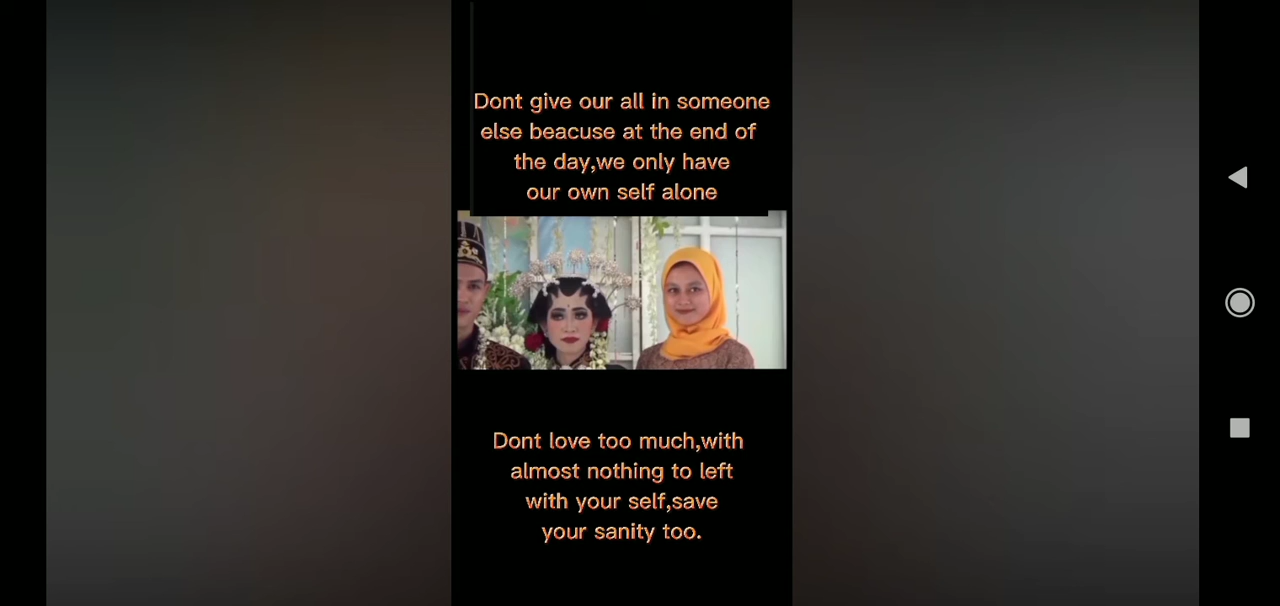 Dont give our all in someone
else beacuse at the end of
the day,we only have
our own self alone
Dont love too much,with
almost nothing to left
with your self,save
your sanity too.